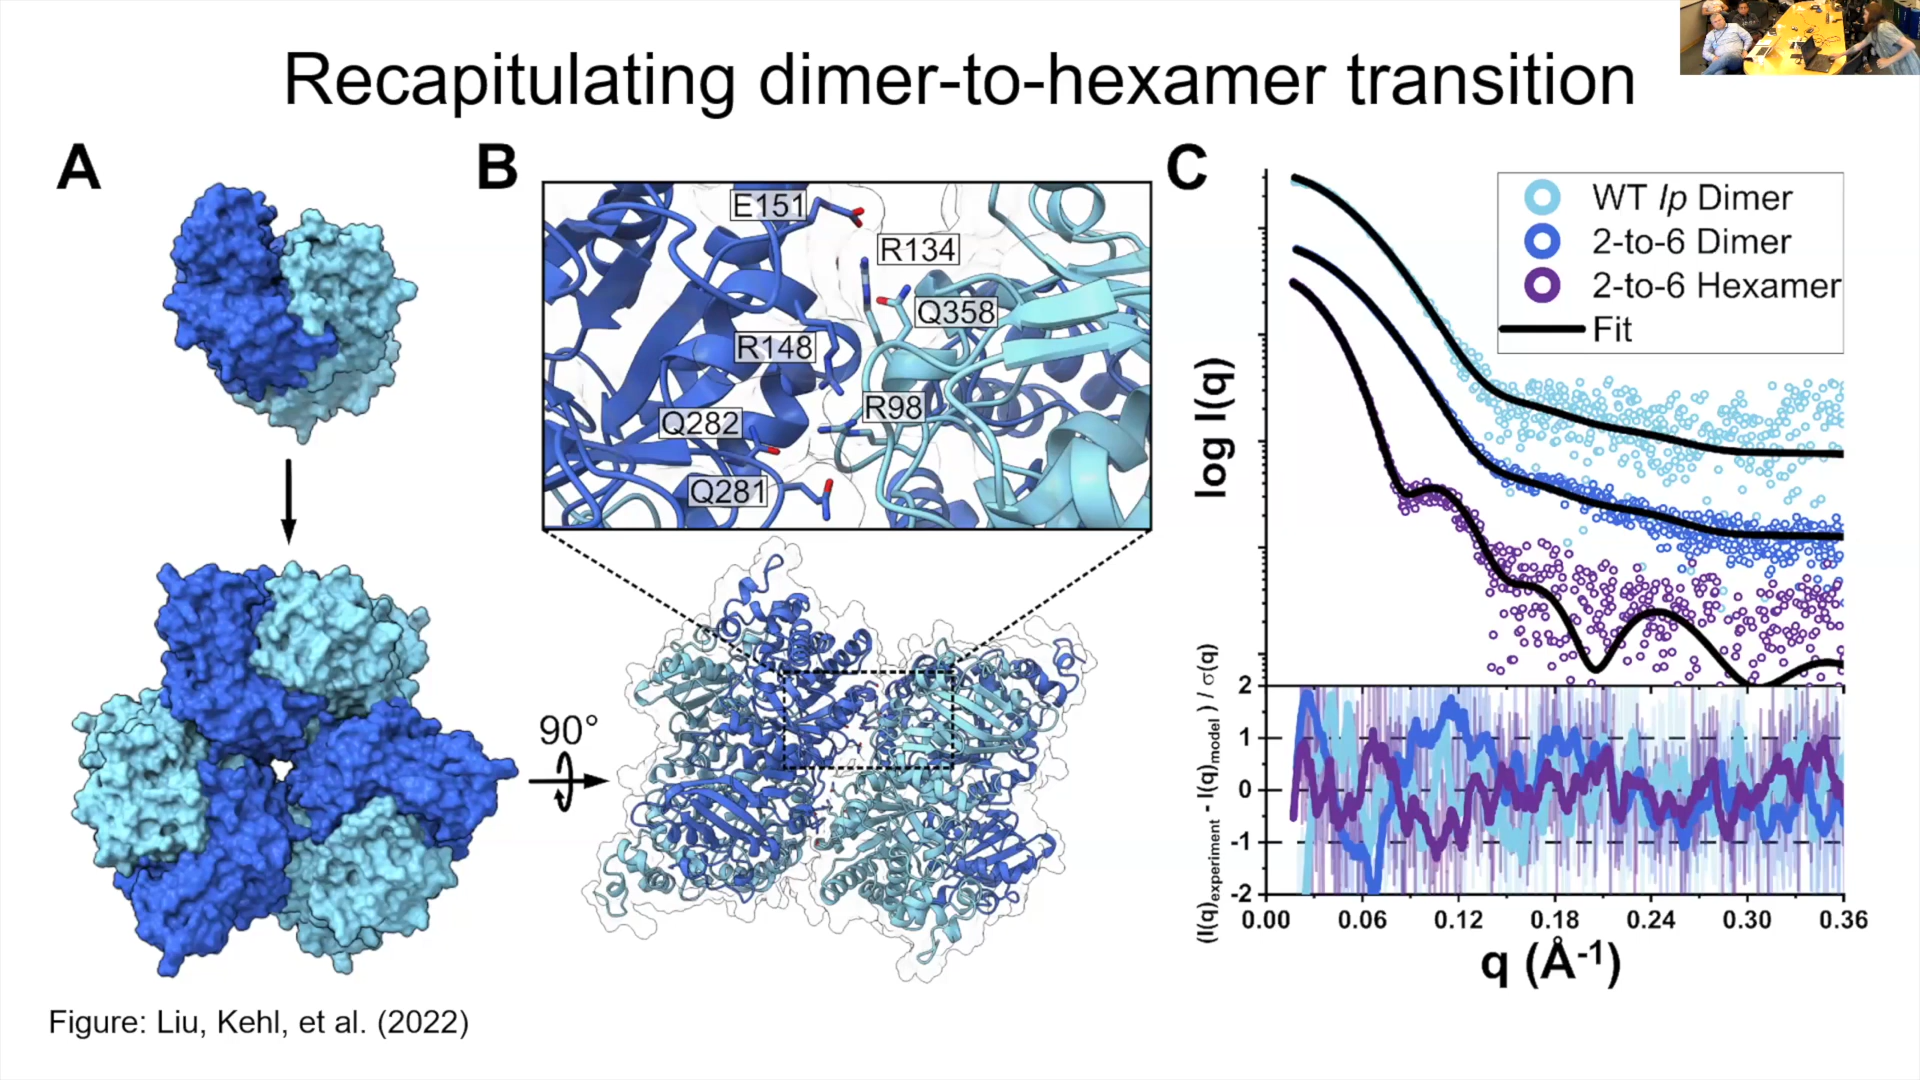 Recapitulating dimer-to-hexamer transition
A
B
C
E151
R134
Q358
R148
R98
Q282
Q281
90°
WT Ip Dimer
2-to-6 Dimer
2-to-6 Hexamer
Fit
log I(q)
(I(q)experiment - I(q)model ) / σ(q)
2
1
0
-1
-2
0.00 0.06 0.12 0.18 0.24 0.30 0.36
q (Å-1)
Figure: Liu, Kehl, et al. (2022)